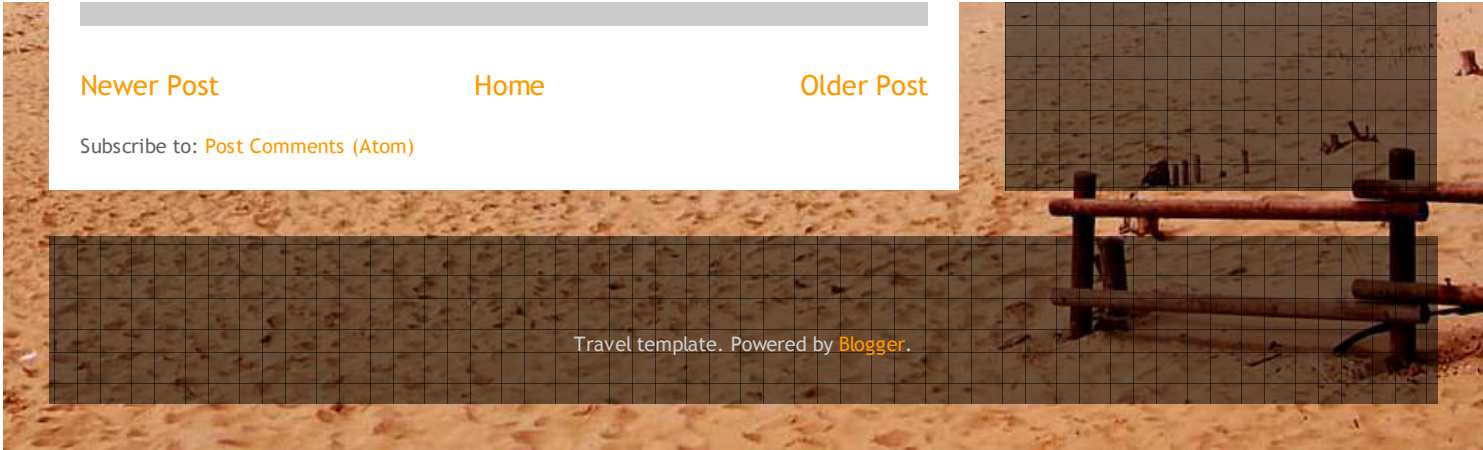 Newer Post Home Older Post
Subscribe to: Post Comments (Atom)
Travel template. Powered by Blogger.